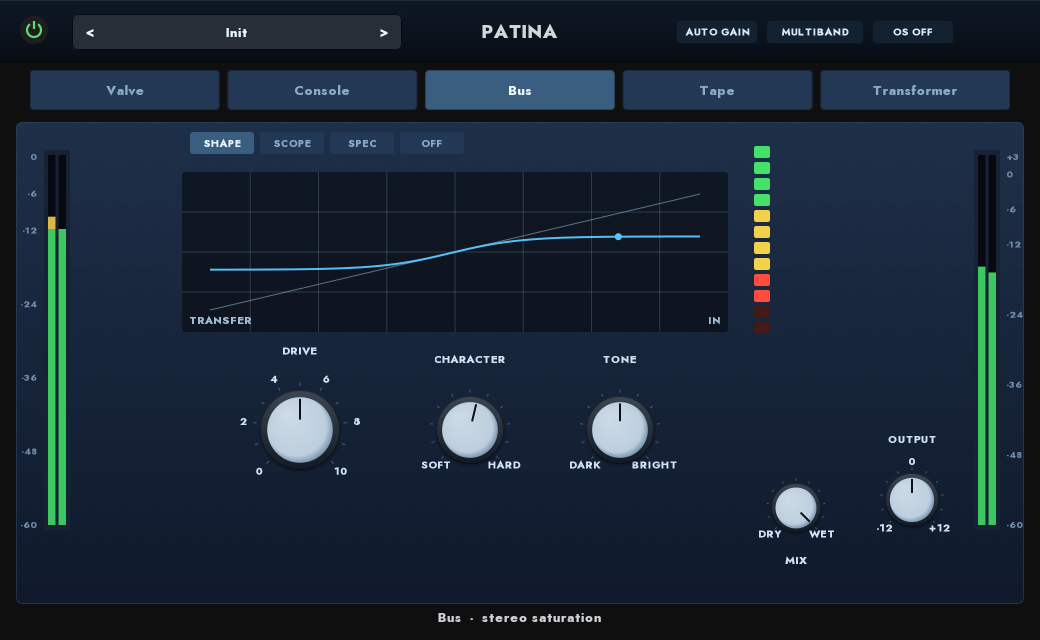 < Init >
PATINA
AUTO GAIN MULTIBAND OS OFF
Valve Console Bus Tape Transformer
SHAPE SCOPE SPEC OFF
0
-6
-12
-24
-36
-48
-60
TRANSFER IN
+3
0
-6
-12
-24
-36
-48
-60
DRIVE
0 2 4 6 8 10
CHARACTER
SOFT HARD
TONE
DARK BRIGHT
DRY WET
MIX
OUTPUT
0
-12 +12
Bus · stereo saturation